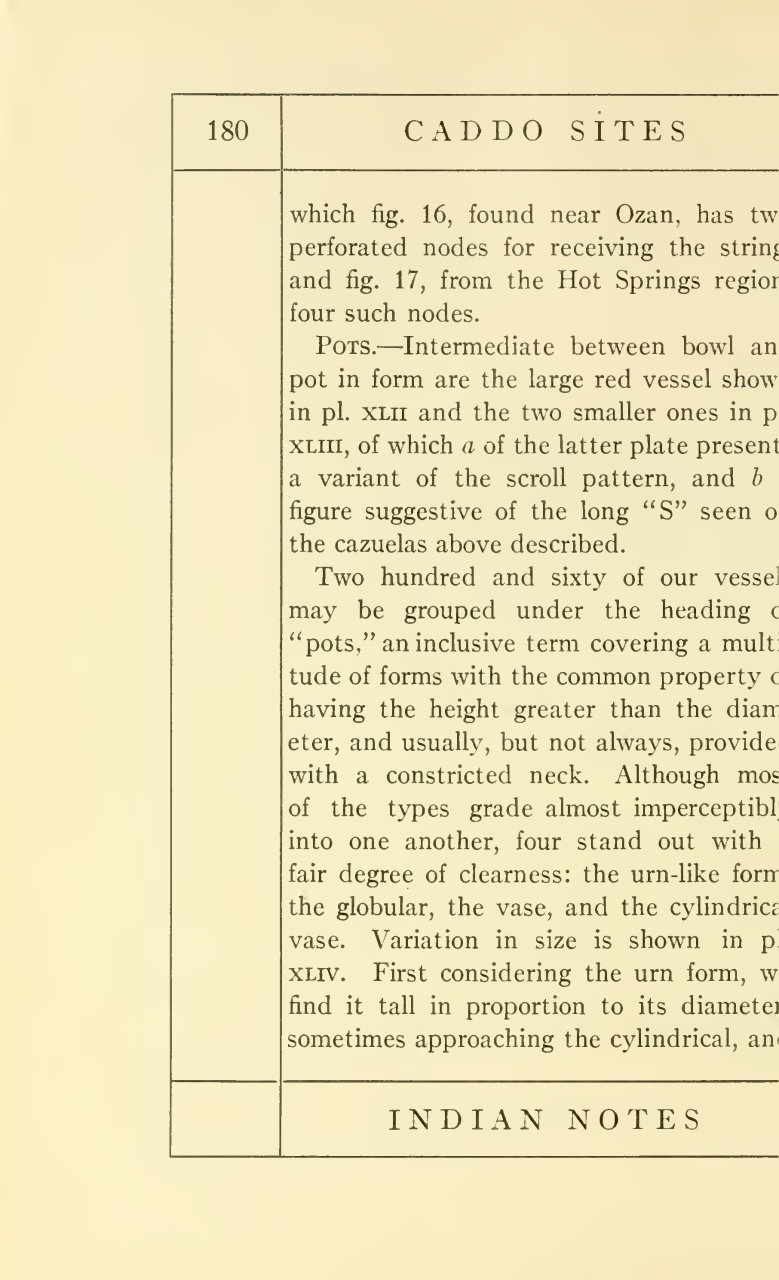 180
CADDO SITES
which fig. 16, found near Ozan, has tw
perforated nodes for receiving the string
and fig. 17, from the Hot Springs region
four such nodes.
POTS.—Intermediate between bowl an
pot in form are the large red vessel show
in pl. XLII and the two smaller ones in p
XLIII, of which a of the latter plate present
a variant of the scroll pattern, and b
figure suggestive of the long “S” seen o
the cazuelas above described.
Two hundred and sixty of our vessel
may be grouped under the heading
“pots,” an inclusive term covering a multi
tude of forms with the common property
having the height greater than the diam
eter, and usually, but not always, provide
with a constricted neck. Although mos
of the types grade almost imperceptibl
into one another, four stand out with
fair degree of clearness: the urn-like form
the globular, the vase, and the cylindrica
vase. Variation in size is shown in pl
XLIV. First considering the urn form, w
find it tall in proportion to its diameter
sometimes approaching the cylindrical, an
INDIAN NOTES